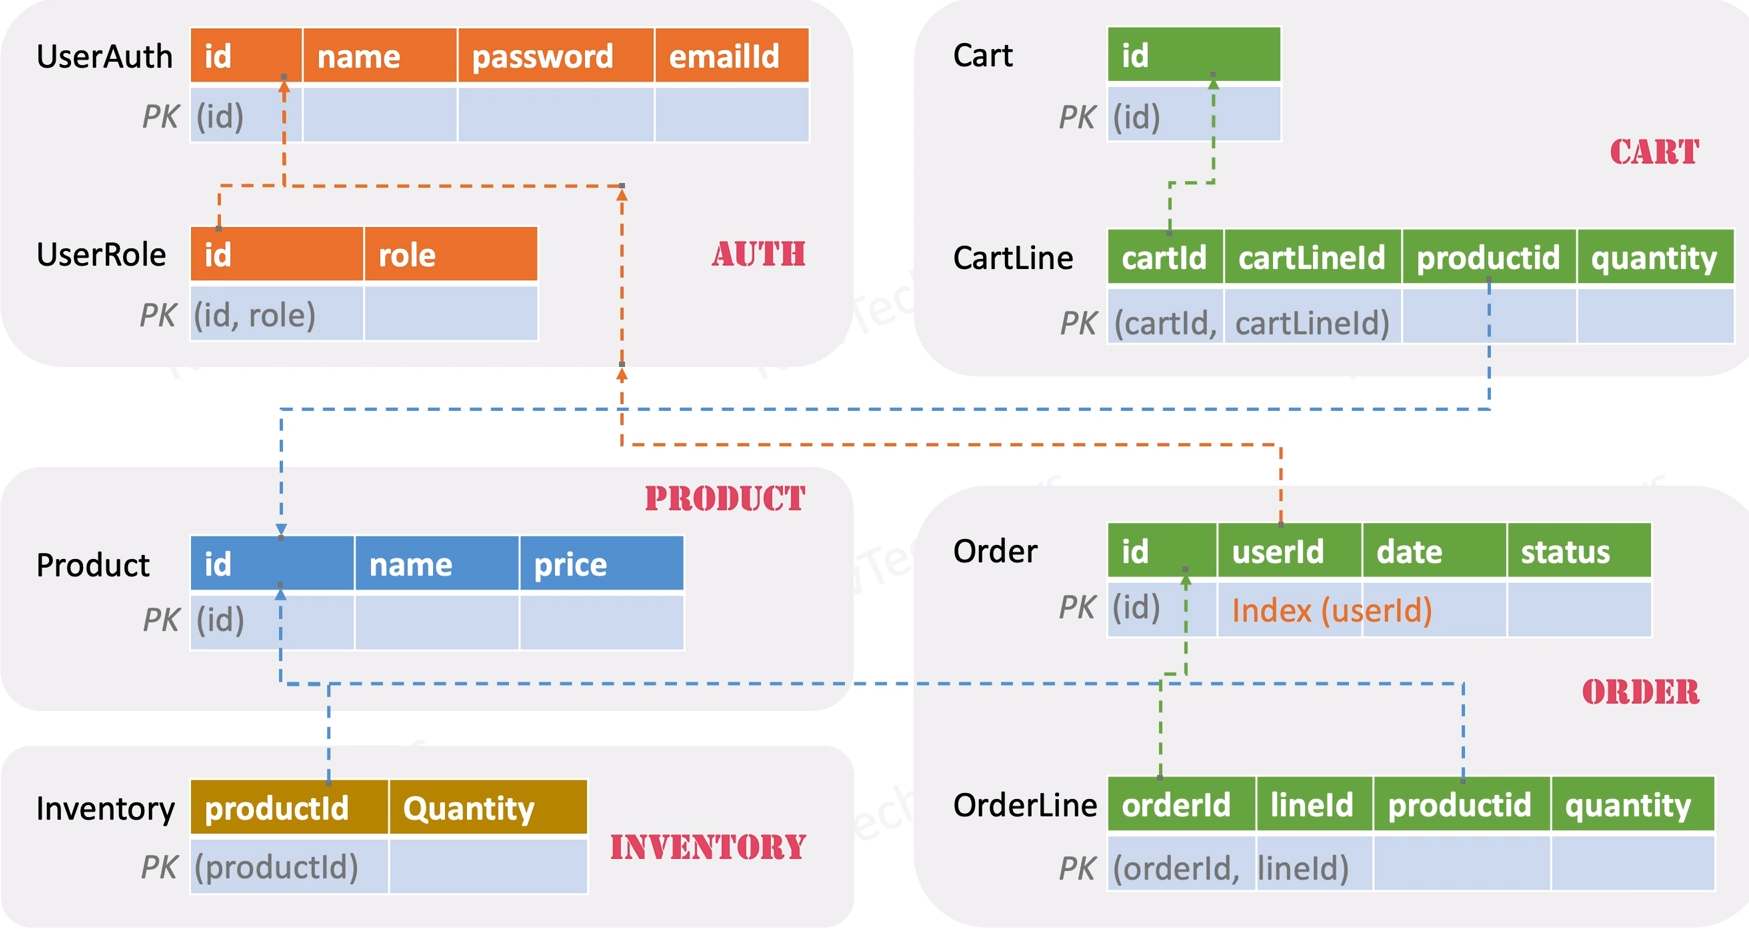 UserAuth id name password emailId
PK (id)
AUTH
UserRole id role
PK (id, role)
Cart id
PK (id)
CART
CartLine cartId cartLineId productid quantity
PK (cartId, cartLineId)
PRODUCT
Product id name price
PK (id)
Order id userId date status
PK (id) Index (userId)
ORDER
Inventory productId Quantity
PK (productId)
INVENTORY
OrderLine orderId lineId productid quantity
PK (orderId, lineId)